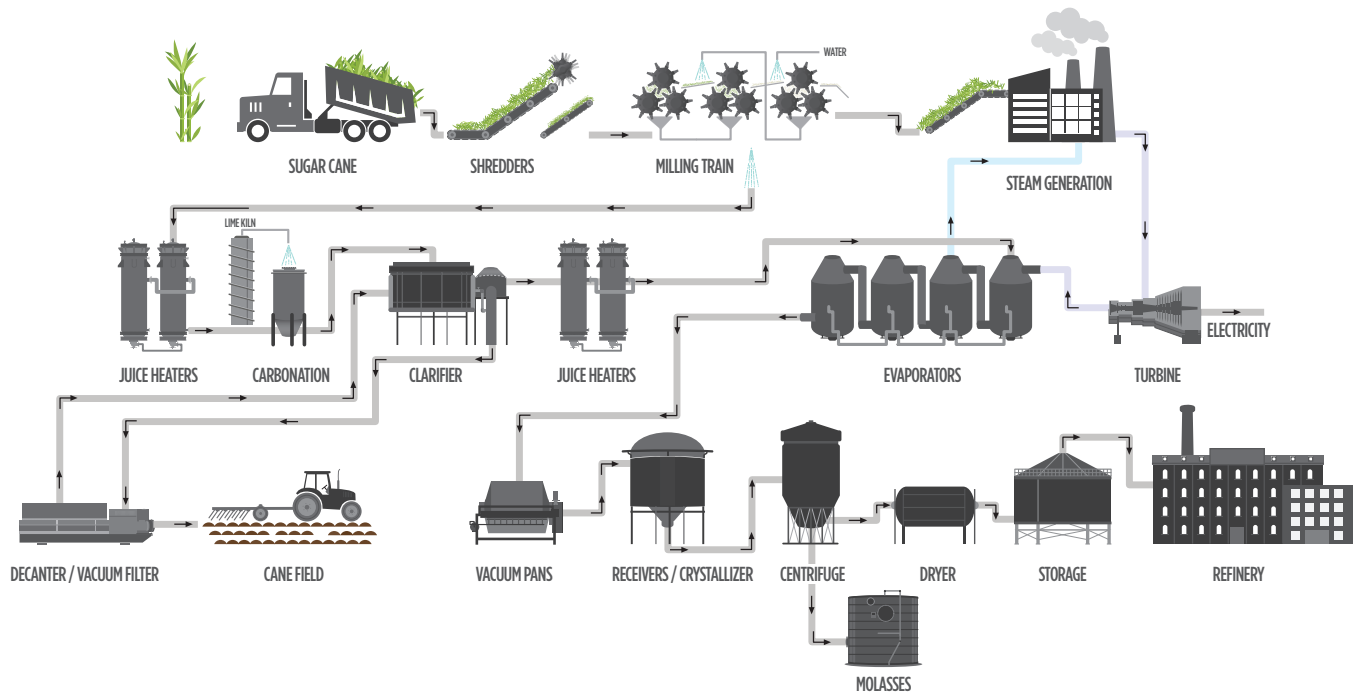 WATER
SUGAR CANE
SHREDDERS
MILLING TRAIN
STEAM GENERATION
LIME KILN
ELECTRICITY
JUICE HEATERS
CARBONATION
CLARIFIER
JUICE HEATERS
EVAPORATORS
TURBINE
DECANTER / VACUUM FILTER
CANE FIELD
VACUUM PANS
RECEIVERS / CRYSTALLIZER
CENTRIFUGE
DRYER
STORAGE
REFINERY
MOLASSES